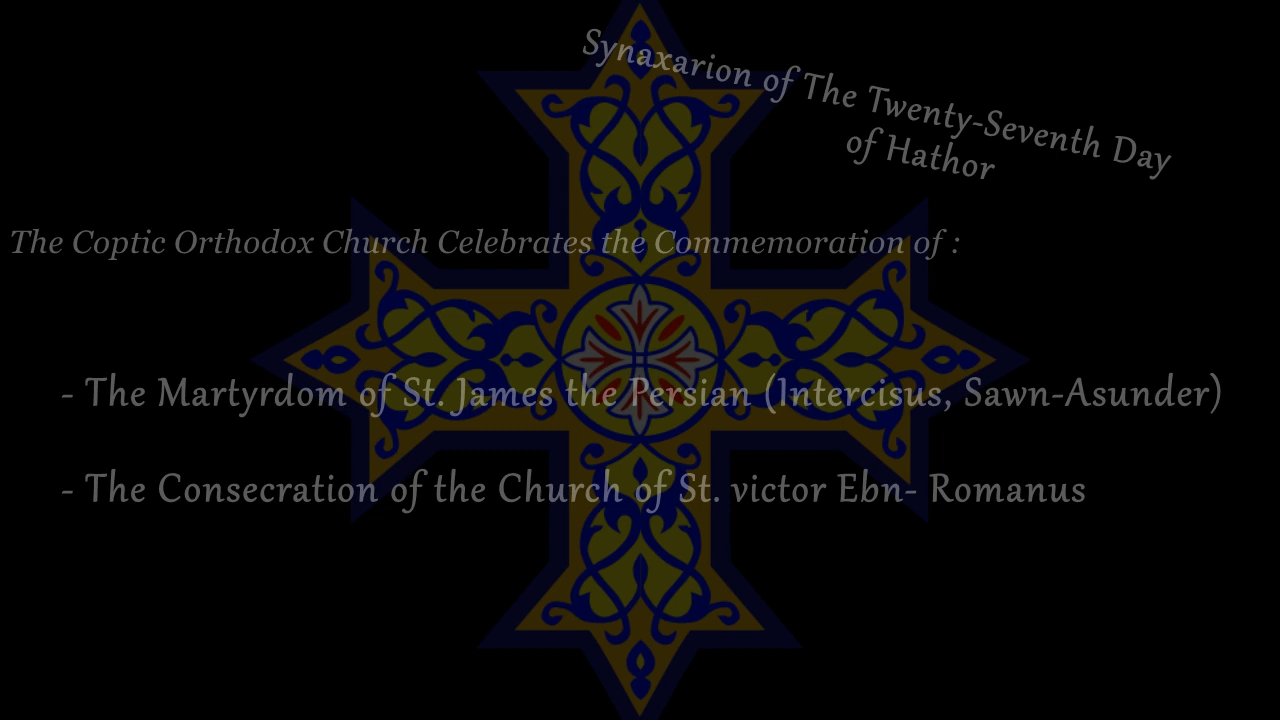 Synaxarion of The Twenty-Seventh Day
of Hathor
The Coptic Orthodox Church Celebrates the Commemoration of :
- The Martyrdom of St. James the Persian (Intercisus, Sawn-Asunder)
- The Consecration of the Church of St. victor Ebn- Romanus